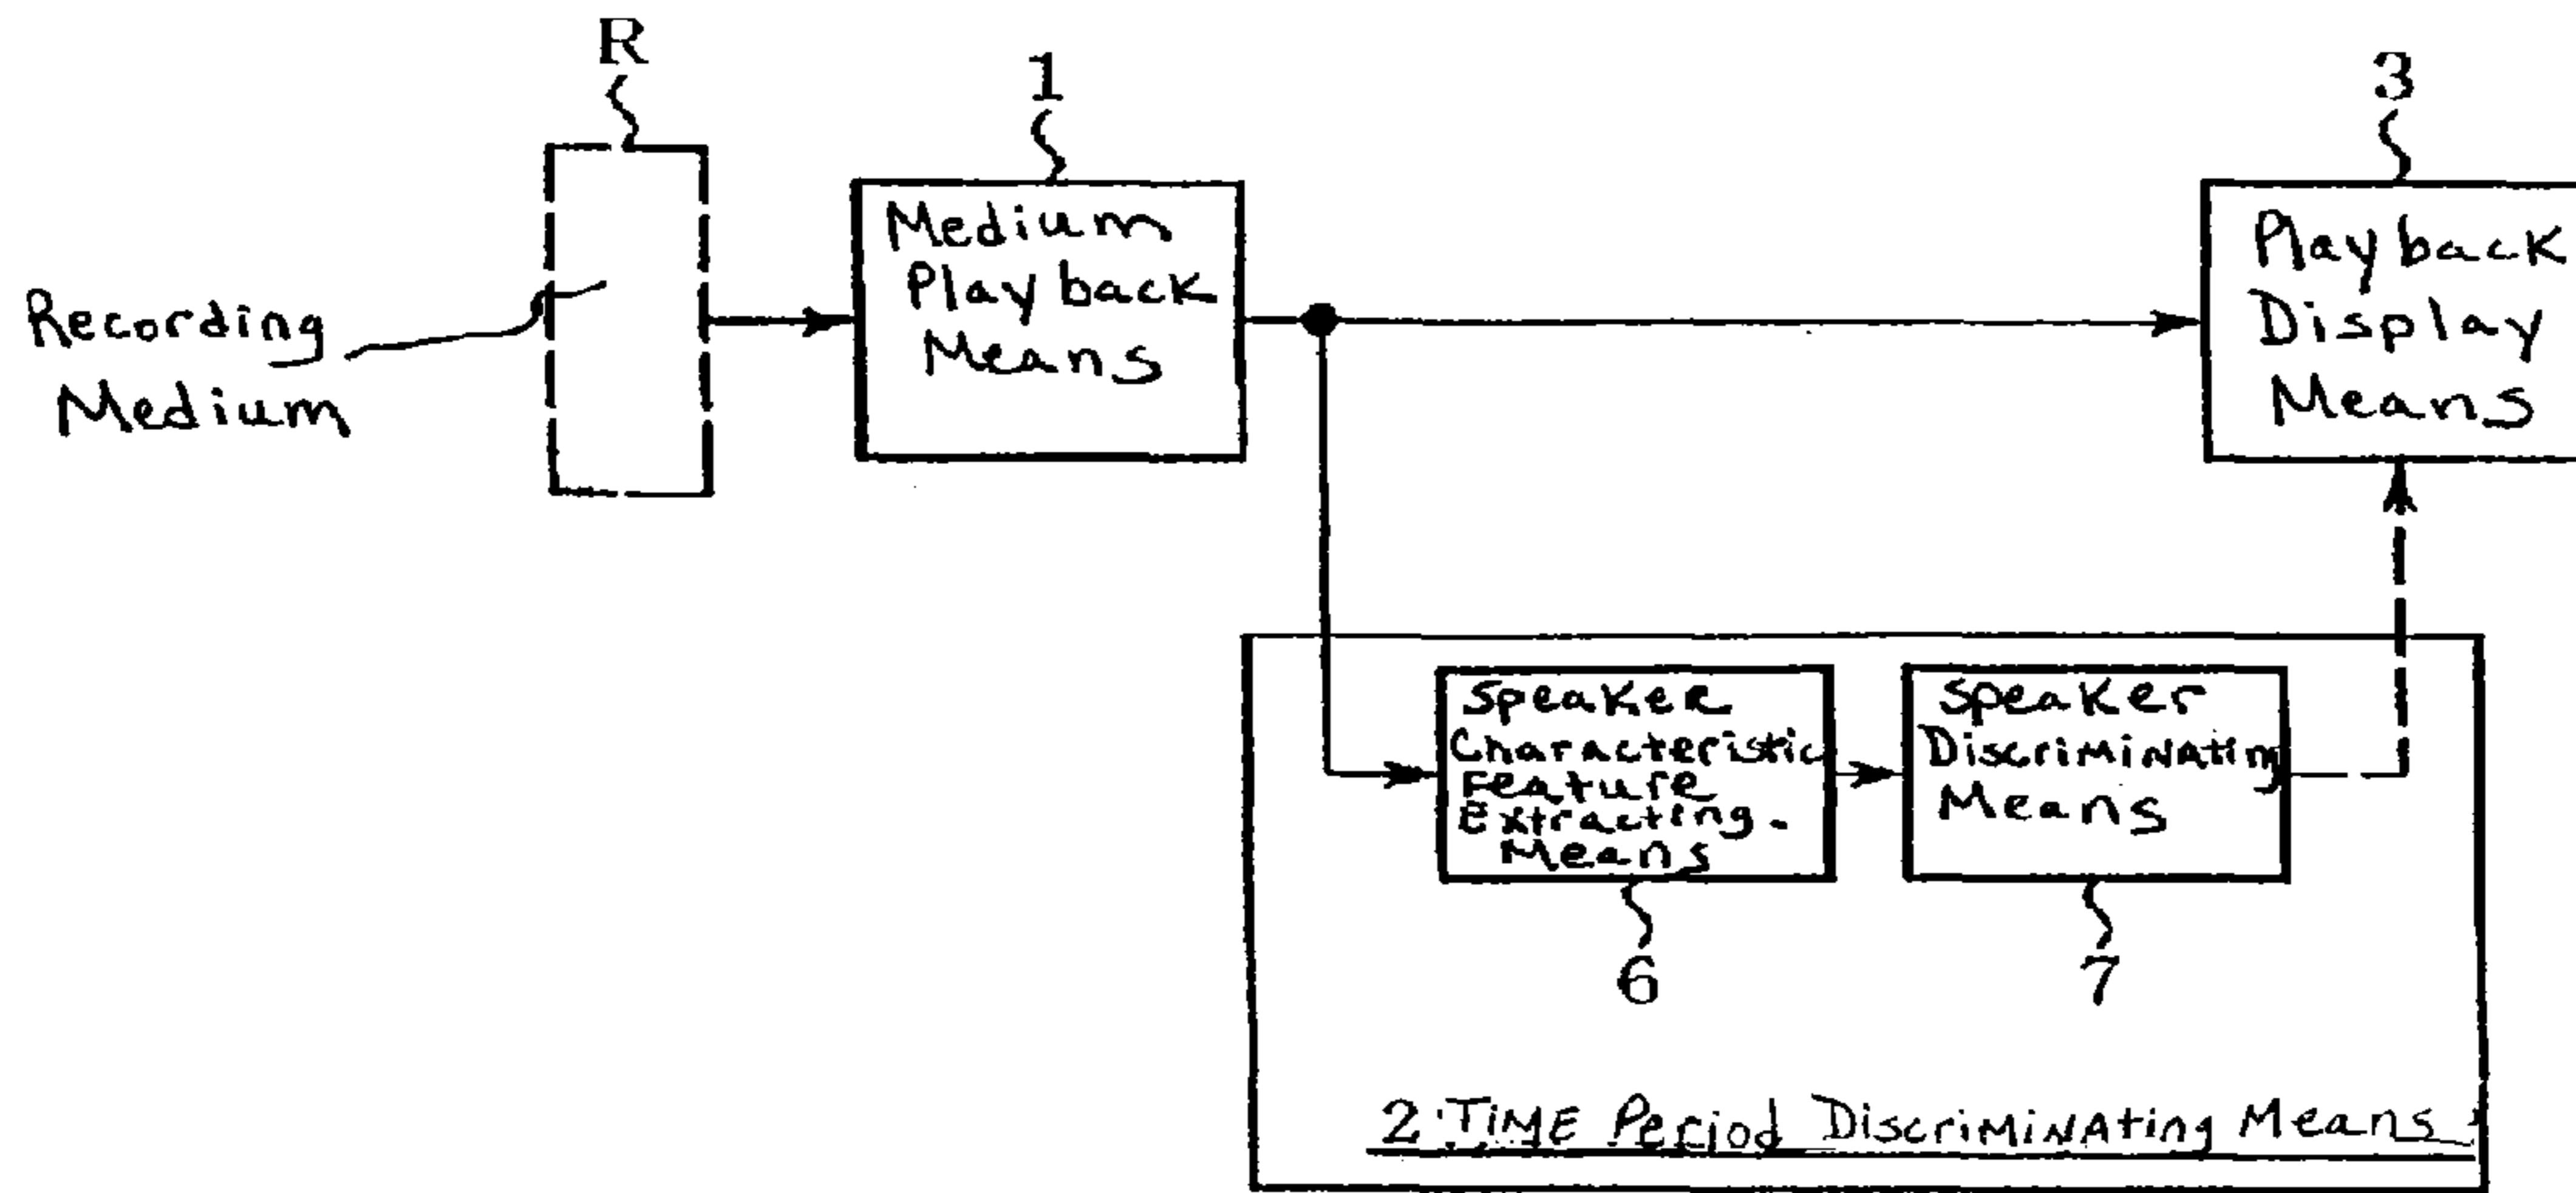 R
1
3
Recording
Medium
Medium
Playback
Means
Playback
Display
Means
Speaker
Characteristic
Feature
Extracting
Means
Speaker
Discriminating
Means
6
7
2 TIME Period Discriminating Means